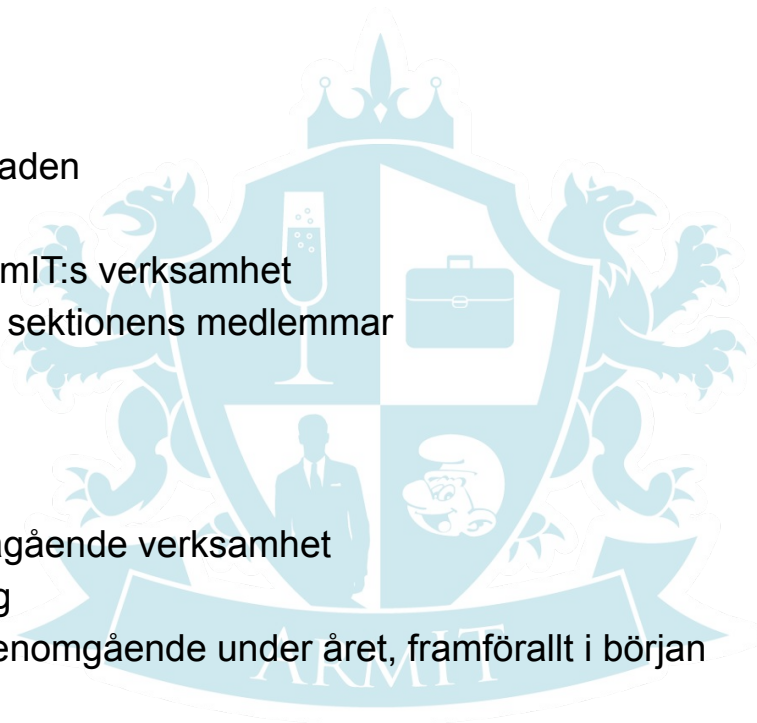 aden
mIT:s verksamhet
sektionens medlemmar
gående verksamhet
g
enomgående under året, framförallt i början
ARMIT